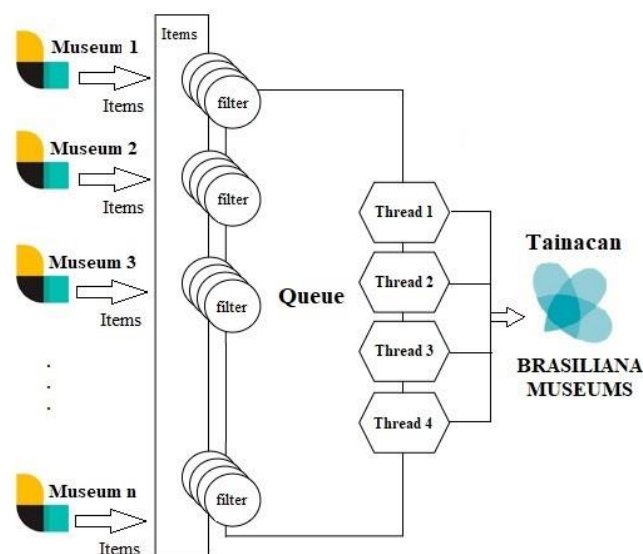 Museum 1
Items
Items
filter
Museum 2
Items
filter
Museum 3
Items
filter
Museum n
Items
filter
Queue
Thread 1
Thread 2
Thread 3
Thread 4
Tainacan
BRASILIANA
MUSEUMS